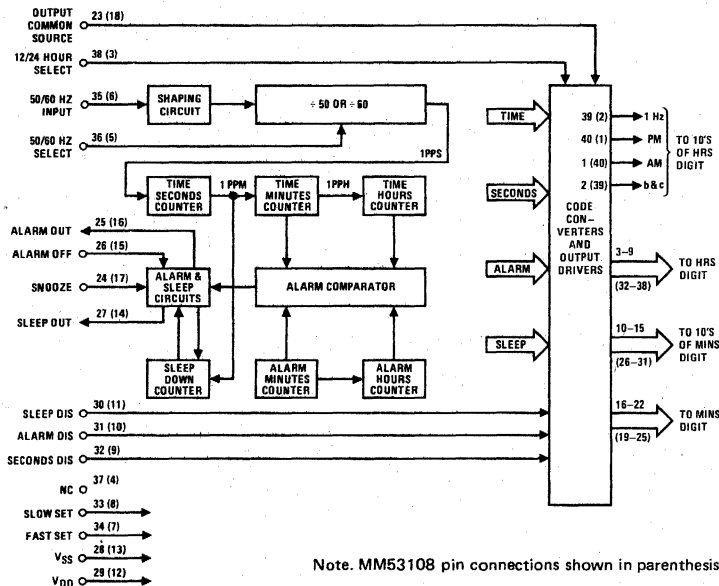 OUTPUT
COMMON
SOURCE
23 (18)
12/24 HOUR
SELECT
38 (3)
50/60 HZ
INPUT
35 (6)
SHAPING
CIRCUIT
÷ 50 OR ÷ 60
50/60 HZ
SELECT
36 (5)
1PPS
TIME
SECONDS
COUNTER
1 PPM
TIME
MINUTES
COUNTER
1PPH
TIME
HOURS
COUNTER
ALARM OUT
25 (16)
ALARM OFF
26 (15)
SNOOZE
24 (17)
SLEEP OUT
27 (14)
ALARM &
SLEEP
CIRCUITS
ALARM COMPARATOR
SLEEP
DOWN
COUNTER
ALARM
MINUTES
COUNTER
ALARM
HOURS
COUNTER
SLEEP DIS
30 (11)
ALARM DIS
31 (10)
SECONDS DIS
32 (9)
NC
37 (4)
SLOW SET
33 (8)
FAST SET
34 (7)
VSS
28 (13)
VDD
29 (12)
TIME
SECONDS
ALARM
SLEEP
39 (2)
1 Hz
40 (1)
PM
1 (40)
AM
2 (39)
b & c
TO 10'S
OF HRS
DIGIT
CODE
CON–
VERTERS
AND
OUTPUT
DRIVERS
3–9
(32–38)
TO HRS
DIGIT
10–15
(26–31)
TO 10'S
OF MINS
DIGIT
16–22
(19–25)
TO MINS
DIGIT
Note. MM53108 pin connections shown in parenthesis